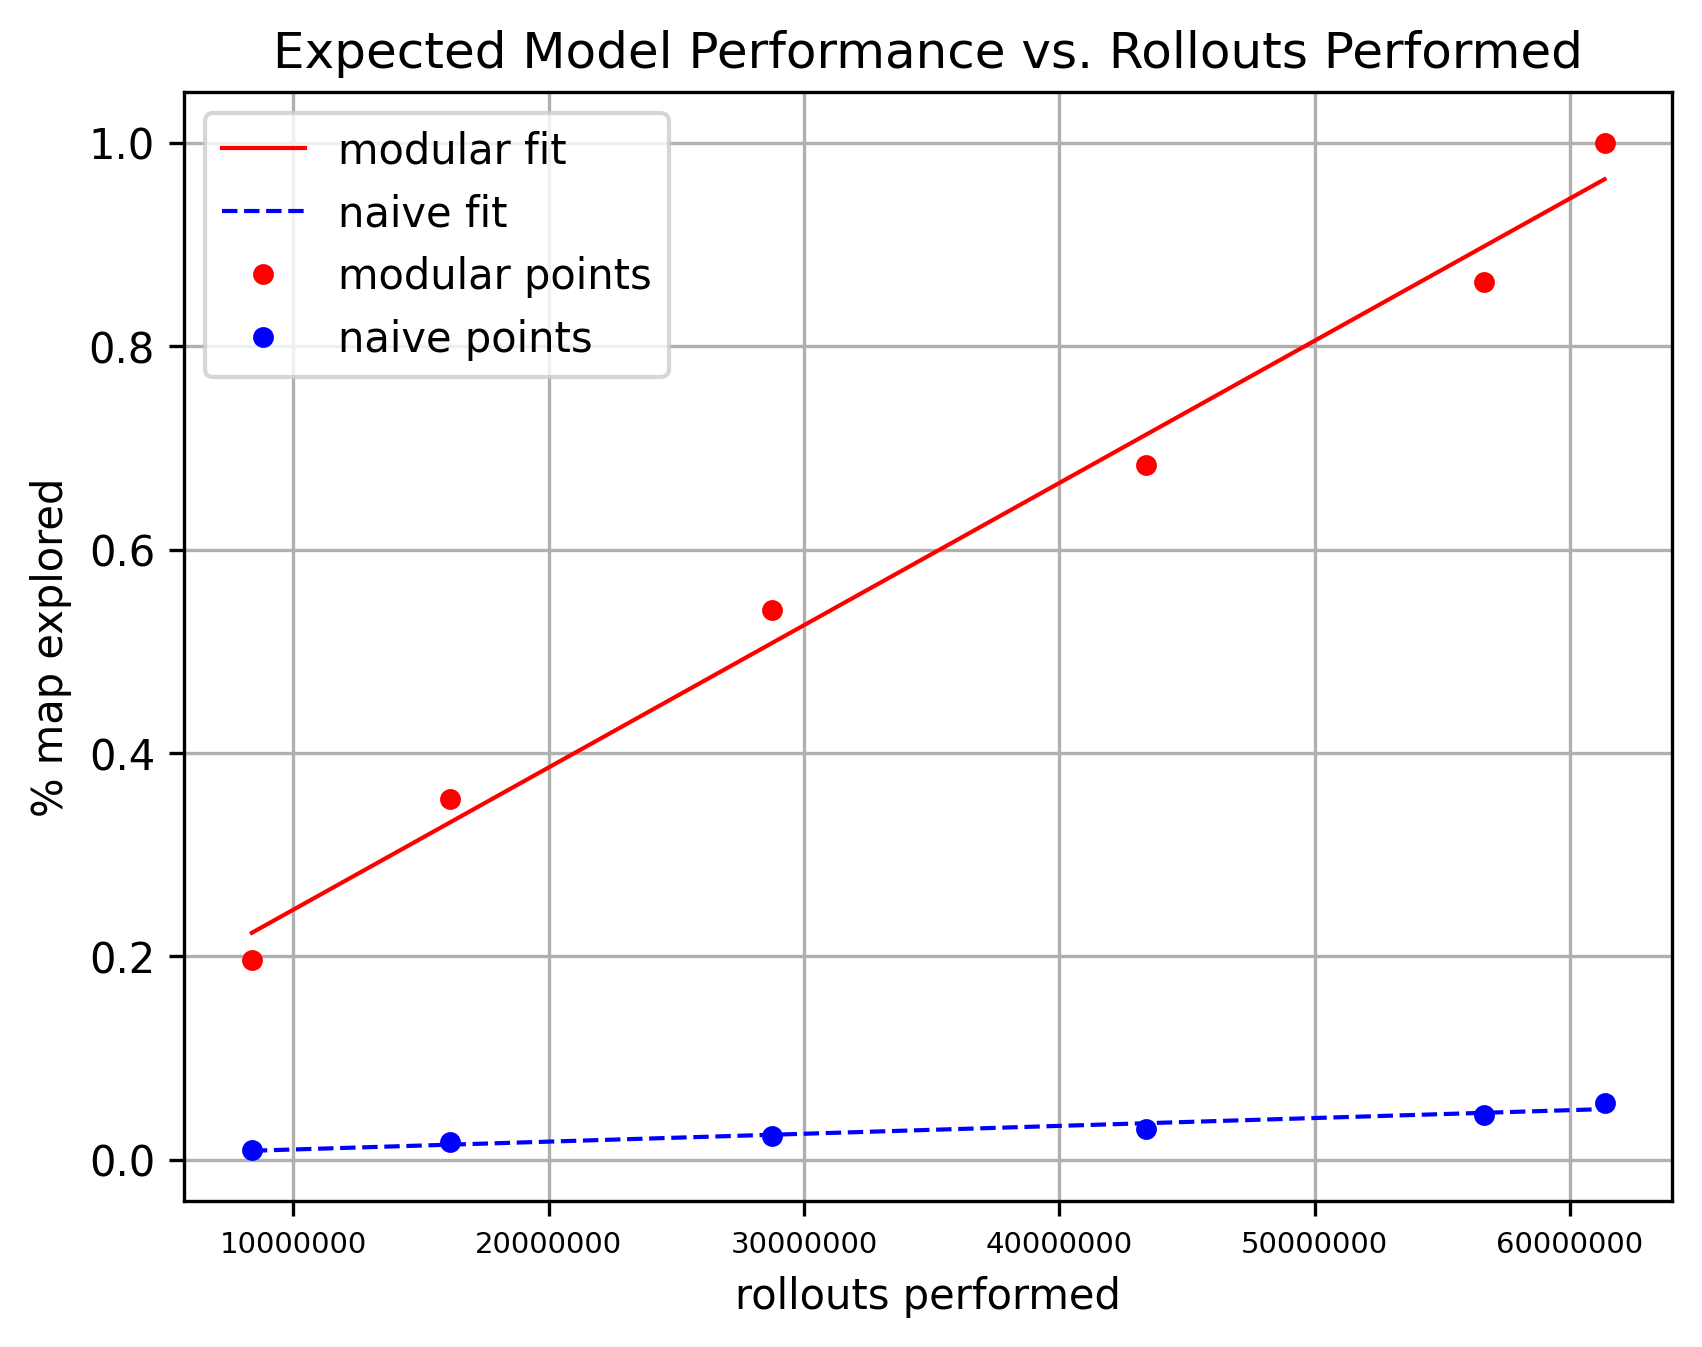 Expected Model Performance vs. Rollouts Performed
modular fit
naive fit
modular points
naive points
% map explored
1.0
0.8
0.6
0.4
0.2
0.0
10000000 20000000 30000000 40000000 50000000 60000000
rollouts performed